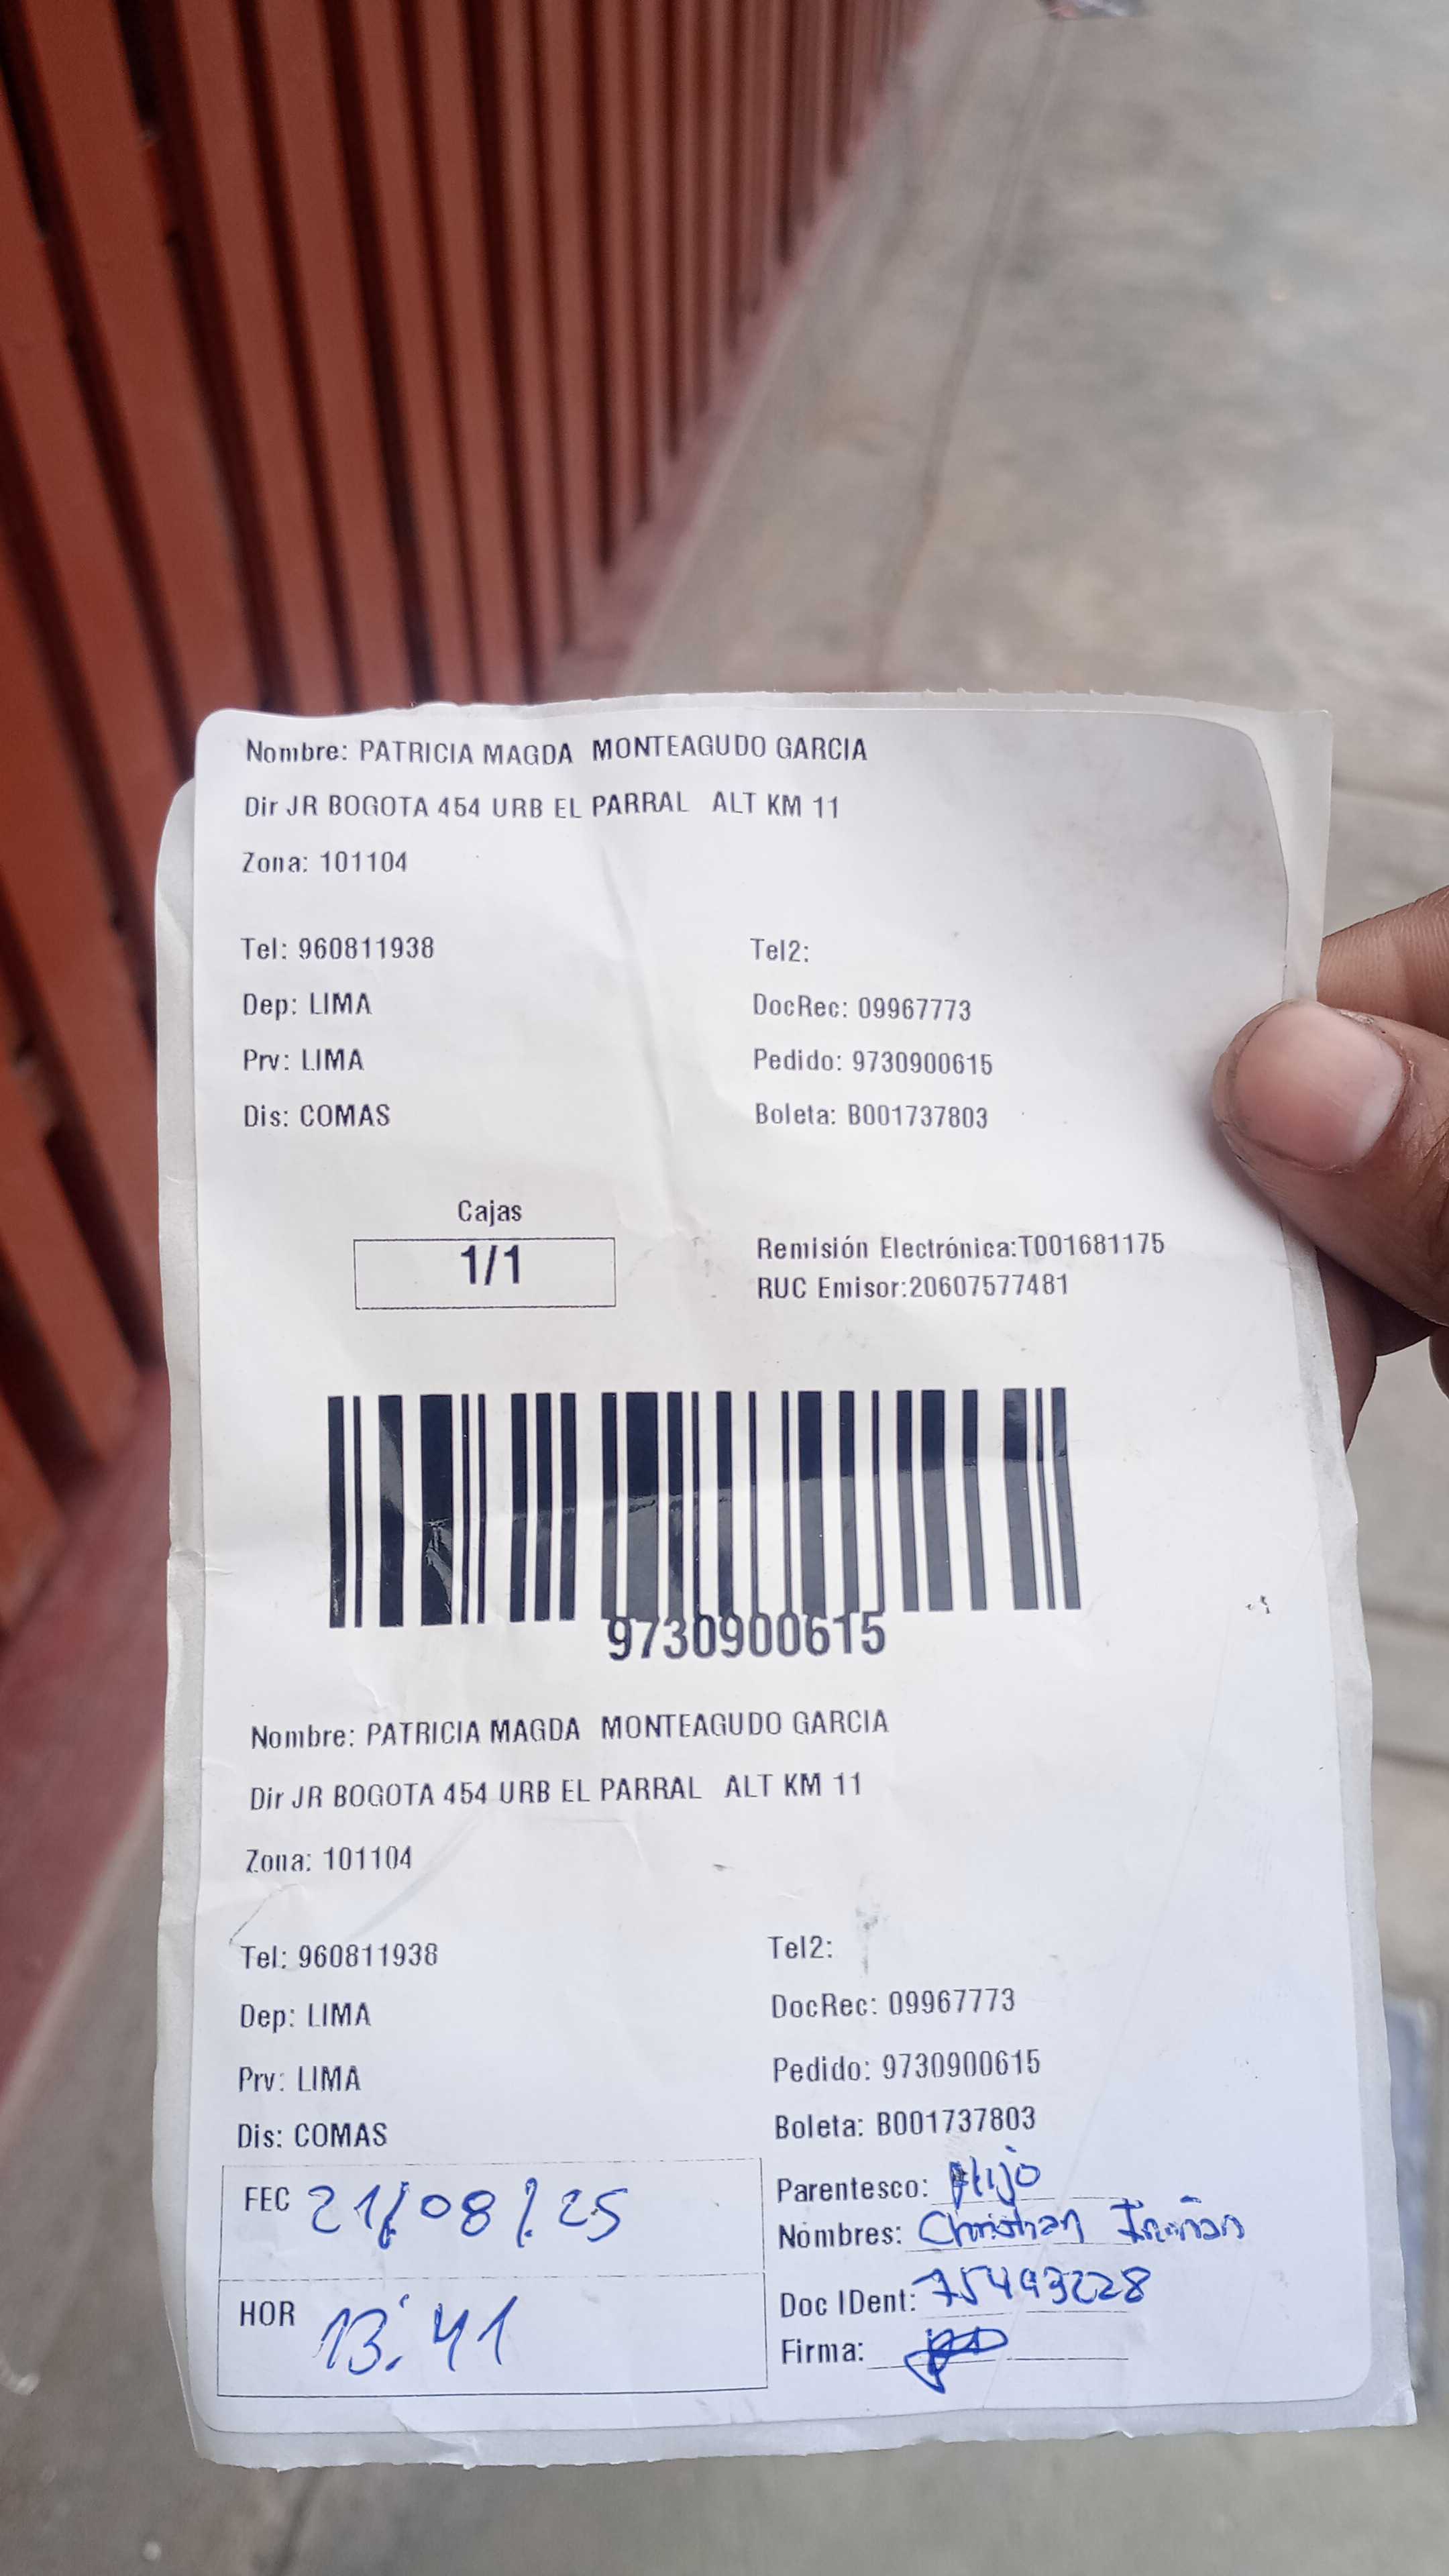 Nombre: PATRICIA MAGDA MONTEAGUDO GARCIA
Dir JR BOGOTA 454 URB EL PARRAL ALT KM 11
Zona: 101104
Tel: 960811938 Tel2:
Dep: LIMA DocRec: 09967773
Prv: LIMA Pedido: 9730900615
Dis: COMAS Boleta: B001737803
Cajas
1/1
Remisión Electrónica:T001681175
RUC Emisor:20607577481
9730900615
Nombre: PATRICIA MAGDA MONTEAGUDO GARCIA
Dir JR BOGOTA 454 URB EL PARRAL ALT KM 11
Zona: 101104
Tel: 960811938 Tel2:
Dep: LIMA DocRec: 09967773
Prv: LIMA Pedido: 9730900615
Dis: COMAS Boleta: B001737803
FEC 21/08/25
HOR 13:41
Parentesco: Hijo
Nombres: Christian
Doc IDent: 75493228
Firma: